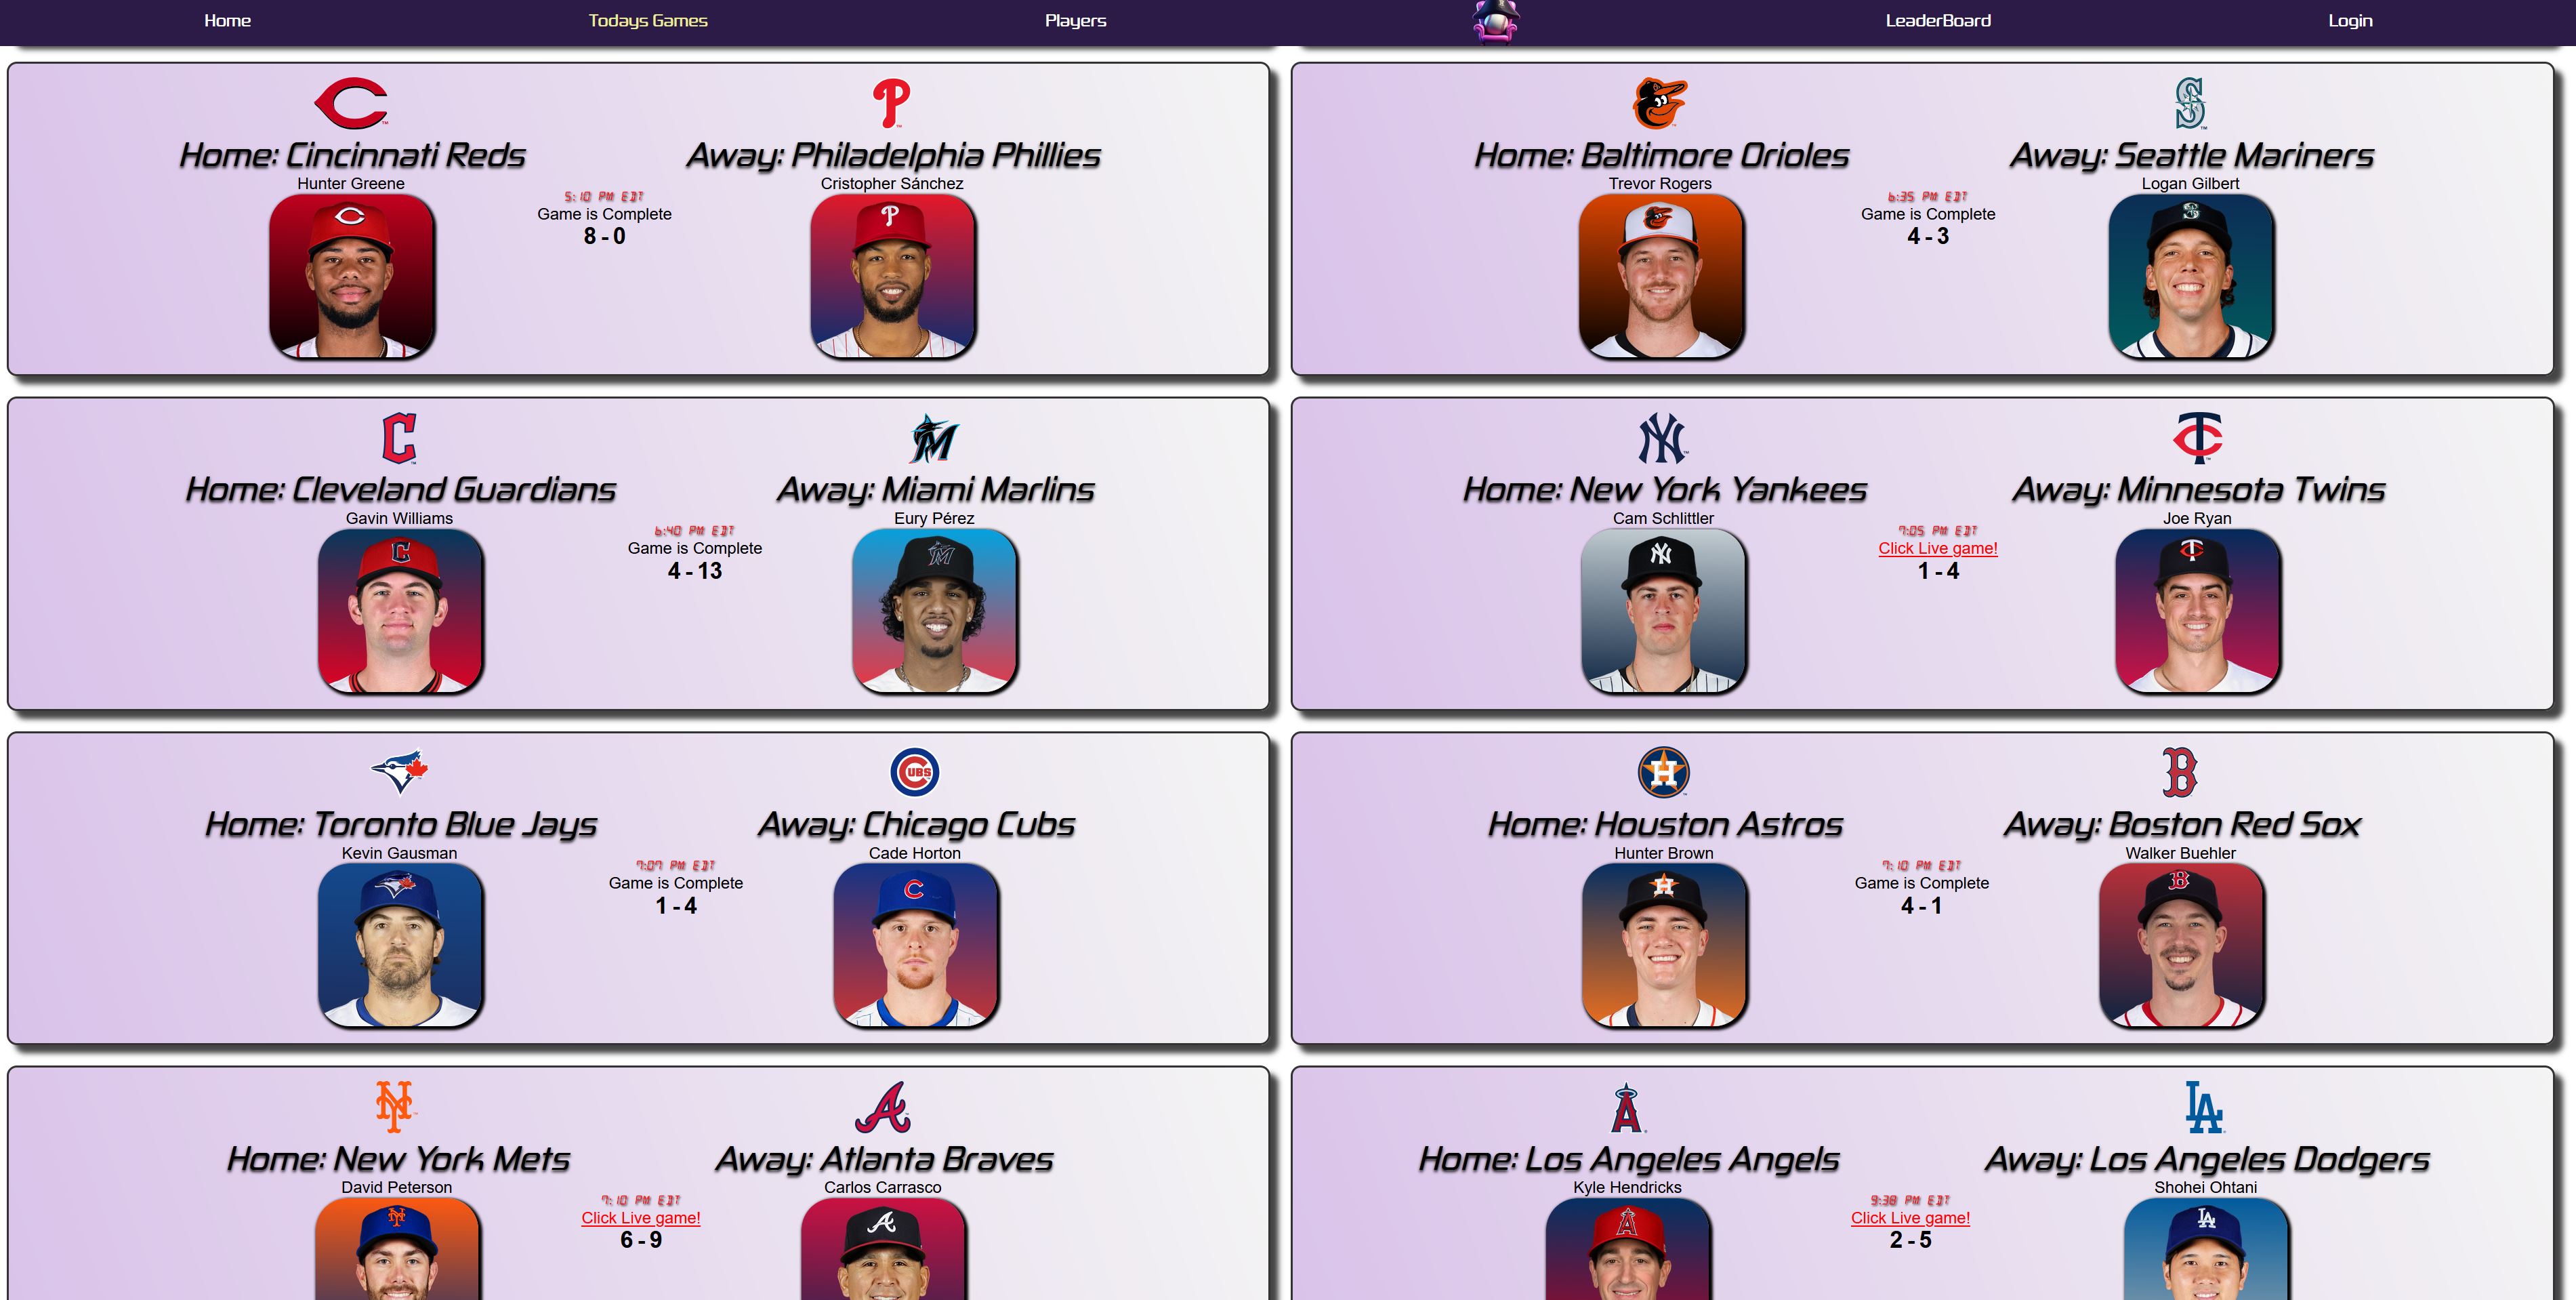 Home
Todays Games
Players
LeaderBoard
Login
Home: Cincinnati Reds
Hunter Greene
5:10 PM EDT
Game is Complete
8 - 0
Away: Philadelphia Phillies
Cristopher Sánchez
Home: Baltimore Orioles
Trevor Rogers
6:35 PM EDT
Game is Complete
4 - 3
Away: Seattle Mariners
Logan Gilbert
Home: Cleveland Guardians
Gavin Williams
6:40 PM EDT
Game is Complete
4 - 13
Away: Miami Marlins
Eury Pérez
Home: New York Yankees
Cam Schlittler
7:05 PM EDT
Click Live game!
1 - 4
Away: Minnesota Twins
Joe Ryan
Home: Toronto Blue Jays
Kevin Gausman
7:07 PM EDT
Game is Complete
1 - 4
CUBS
Away: Chicago Cubs
Cade Horton
Home: Houston Astros
Hunter Brown
7:10 PM EDT
Game is Complete
4 - 1
Away: Boston Red Sox
Walker Buehler
Home: New York Mets
David Peterson
7:10 PM EDT
Click Live game!
6 - 9
Away: Atlanta Braves
Carlos Carrasco
Home: Los Angeles Angels
Kyle Hendricks
9:38 PM EDT
Click Live game!
2 - 5
Away: Los Angeles Dodgers
Shohei Ohtani